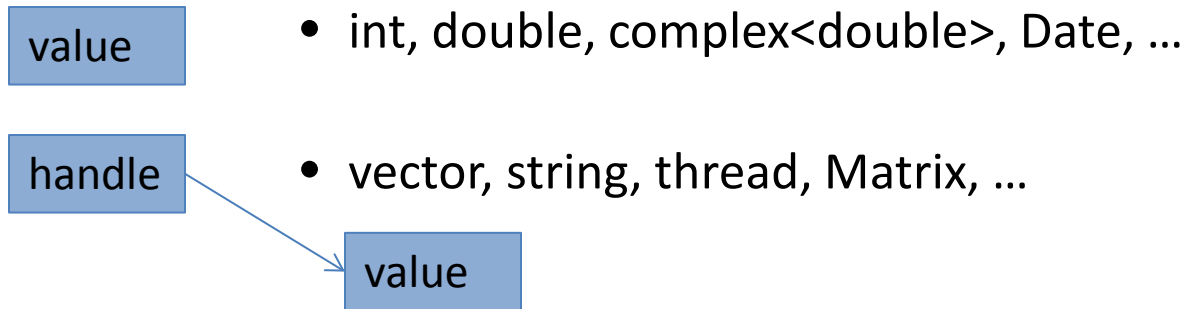 value
• int, double, complex<double>, Date, …
handle
• vector, string, thread, Matrix, …
value